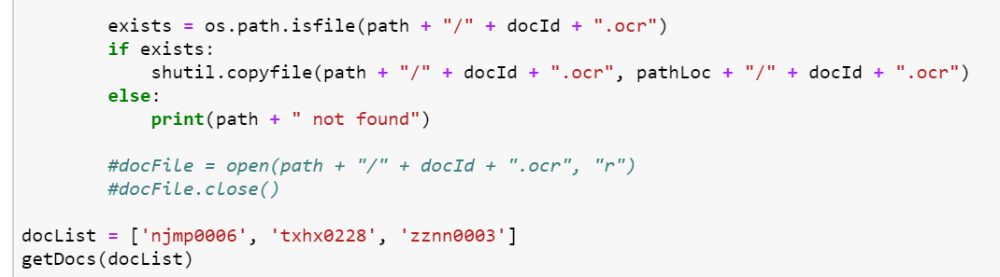 exists = os.path.isfile(path + "/" + docId + ".ocr")
if exists:
shutil.copyfile(path + "/" + docId + ".ocr", pathLoc + "/" + docId + ".ocr")
else:
print(path + " not found")
#docFile = open(path + "/" + docId + ".ocr", "r")
#docFile.close()
docList = ['njmp0006', 'txhx0228', 'zznn0003']
getDocs(docList)